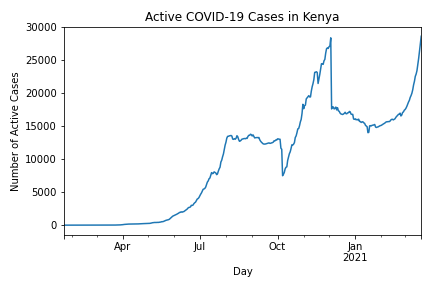 Active COVID-19 Cases in Kenya
30000
25000
20000
15000
10000
5000
0
Number of Active Cases
Apr
Jul
Oct
Jan
2021
Day